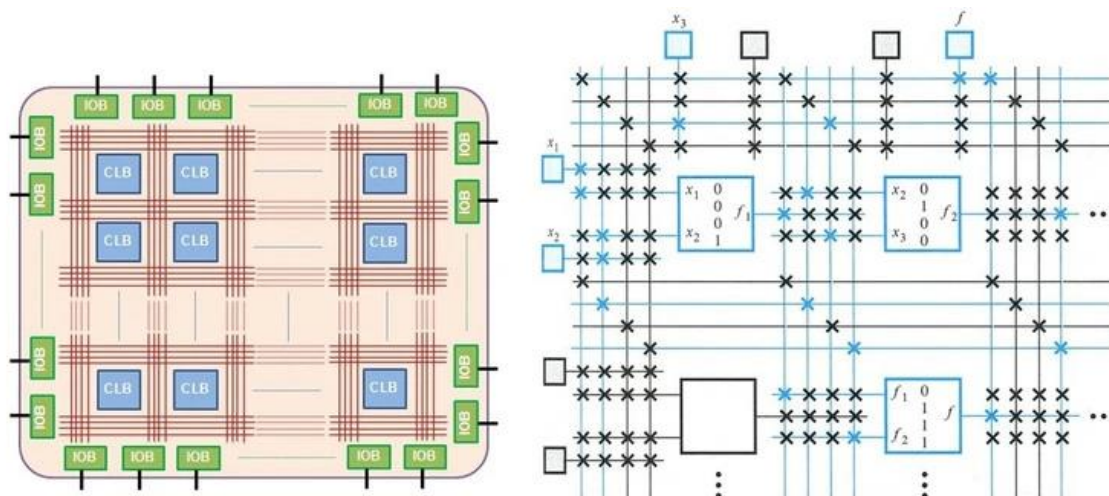 IOB IOB IOB IOB IOB
IOB IOB
CLB CLB CLB
IOB IOB
CLB CLB CLB
IOB IOB
CLB CLB CLB
IOB IOB
IOB IOB IOB IOB IOB
x3 f
x1
x1 0 x2 0
0 f1 1 f2
0 0
x2 1 x3 0
x2
f1 0
1 f
1
f2 1